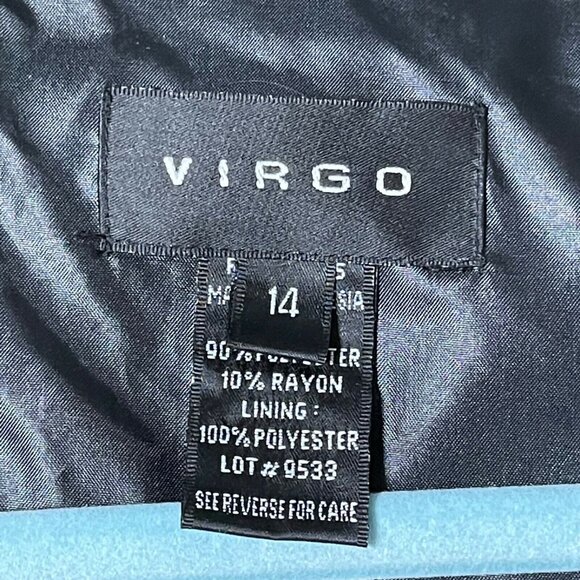 VIRGO
14
90% POLYESTER
10% RAYON
LINING :
100% POLYESTER
LOT# 9533
SEE REVERSE FOR CARE